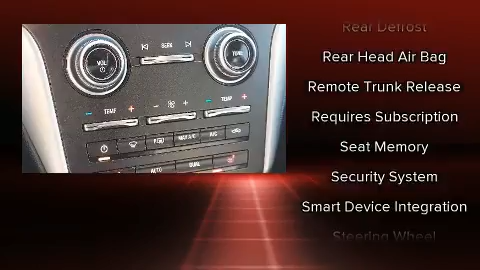 VOL
SEEK
TUNE
TEMP
TEMP
MAX A/C
A/C
AUTO
Rear Defrost
Rear Head Air Bag
Remote Trunk Release
Requires Subscription
Seat Memory
Security System
Smart Device Integration
Steering Wheel